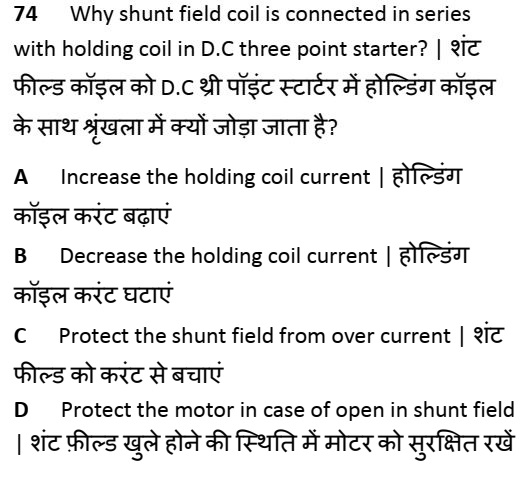 74 Why shunt field coil is connected in series
with holding coil in D.C three point starter? | शंट
फील्ड कॉइल को D.C थ्री पॉइंट स्टार्टर में होल्डिंग कॉइल
के साथ श्रृंखला में क्यों जोड़ा जाता है?
A Increase the holding coil current | होल्डिंग
कॉइल करंट बढ़ाएं
B Decrease the holding coil current | होल्डिंग
कॉइल करंट घटाएं
C Protect the shunt field from over current | शंट
फील्ड को करंट से बचाएं
D Protect the motor in case of open in shunt field
| शंट फ़ील्ड खुले होने की स्थिति में मोटर को सुरक्षित रखें